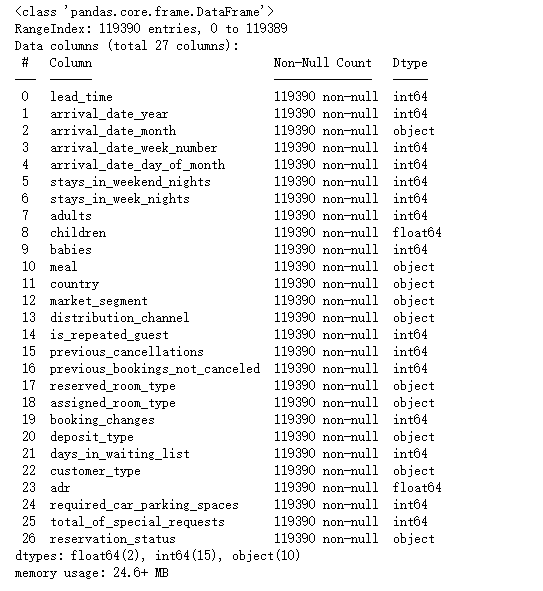 <class 'pandas.core.frame.DataFrame'>
RangeIndex: 119390 entries, 0 to 119389
Data columns (total 27 columns):
 #   Column                          Non-Null Count   Dtype
---  ------                          --------------   -----
 0   lead_time                       119390 non-null  int64
 1   arrival_date_year               119390 non-null  int64
 2   arrival_date_month              119390 non-null  object
 3   arrival_date_week_number        119390 non-null  int64
 4   arrival_date_day_of_month       119390 non-null  int64
 5   stays_in_weekend_nights         119390 non-null  int64
 6   stays_in_week_nights            119390 non-null  int64
 7   adults                          119390 non-null  int64
 8   children                        119390 non-null  float64
 9   babies                          119390 non-null  int64
 10  meal                            119390 non-null  object
 11  country                         119390 non-null  object
 12  market_segment                  119390 non-null  object
 13  distribution_channel            119390 non-null  object
 14  is_repeated_guest               119390 non-null  int64
 15  previous_cancellations          119390 non-null  int64
 16  previous_bookings_not_canceled  119390 non-null  int64
 17  reserved_room_type              119390 non-null  object
 18  assigned_room_type              119390 non-null  object
 19  booking_changes                 119390 non-null  int64
 20  deposit_type                    119390 non-null  object
 21  days_in_waiting_list            119390 non-null  int64
 22  customer_type                   119390 non-null  object
 23  adr                             119390 non-null  float64
 24  required_car_parking_spaces     119390 non-null  int64
 25  total_of_special_requests       119390 non-null  int64
 26  reservation_status              119390 non-null  object
dtypes: float64(2), int64(15), object(10)
memory usage: 24.6+ MB